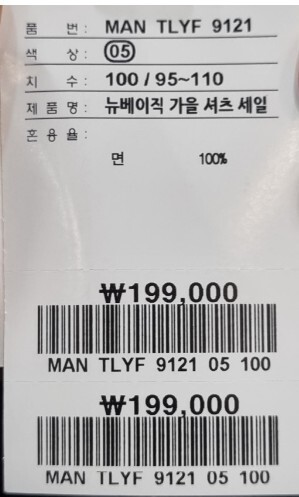 품 번: MAN TLYF 9121
색 상: 05
치 수: 100 / 95~110
제 품 명: 뉴베이직 가을 셔츠 세일
혼 용 율:
면 100%
₩199,000
MAN TLYF 9121 05 100
₩199,000
MAN TLYF 9121 05 100